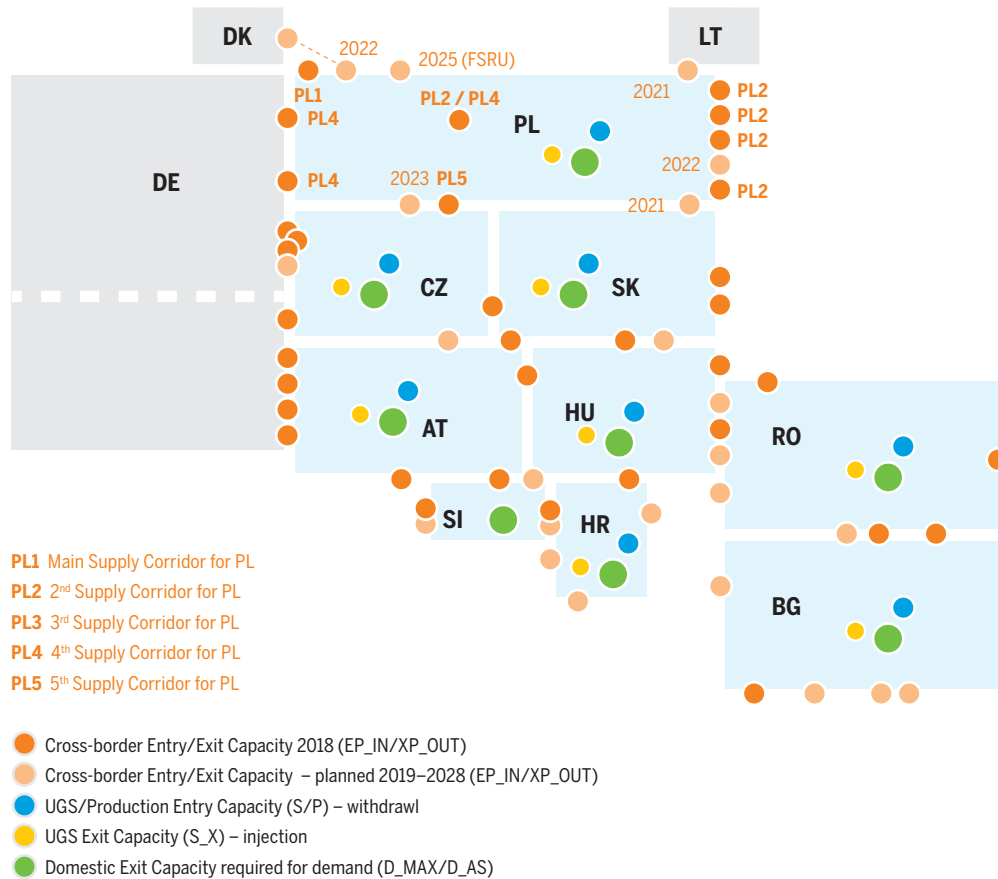 DK
LT
2022
2025 (FSRU)
2021
PL1
PL2 / PL4
PL2
PL4
PL
PL2
PL2
DE
2022
PL4
2023
PL5
PL2
2021
CZ
SK
AT
HU
RO
SI
HR
BG
PL1 Main Supply Corridor for PL
PL2 2nd Supply Corridor for PL
PL3 3rd Supply Corridor for PL
PL4 4th Supply Corridor for PL
PL5 5th Supply Corridor for PL
Cross-border Entry/Exit Capacity 2018 (EP_IN/XP_OUT)
Cross-border Entry/Exit Capacity – planned 2019–2028 (EP_IN/XP_OUT)
UGS/Production Entry Capacity (S/P) – withdrawl
UGS Exit Capacity (S_X) – injection
Domestic Exit Capacity required for demand (D_MAX/D_AS)